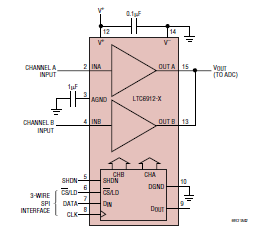 V+
0.1μF
V+
12
14
V−
CHANNEL A INPUT
2
INA
OUT A
15
VOUT (TO ADC)
1μF
3
AGND
LTC6912-X
CHANNEL B INPUT
4
INB
OUT B
13
CHB
CHA
SHDN
5
SHDN
3-WIRE SPI INTERFACE
CS/LD
6
CS/LD
DGND
10
DATA
7
DIN
CLK
8
DOUT
9